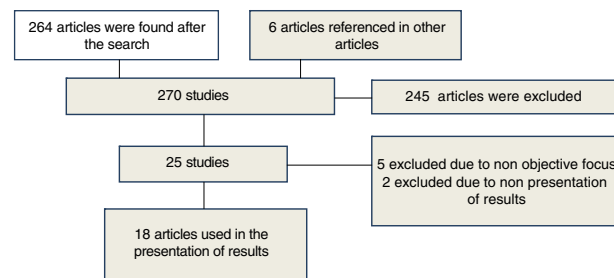 264 articles were found after
the search
6 articles referenced in other
articles
270 studies
245 articles were excluded
25 studies
5 excluded due to non objective focus
2 excluded due to non presentation
of results
18 articles used in the
presentation of results